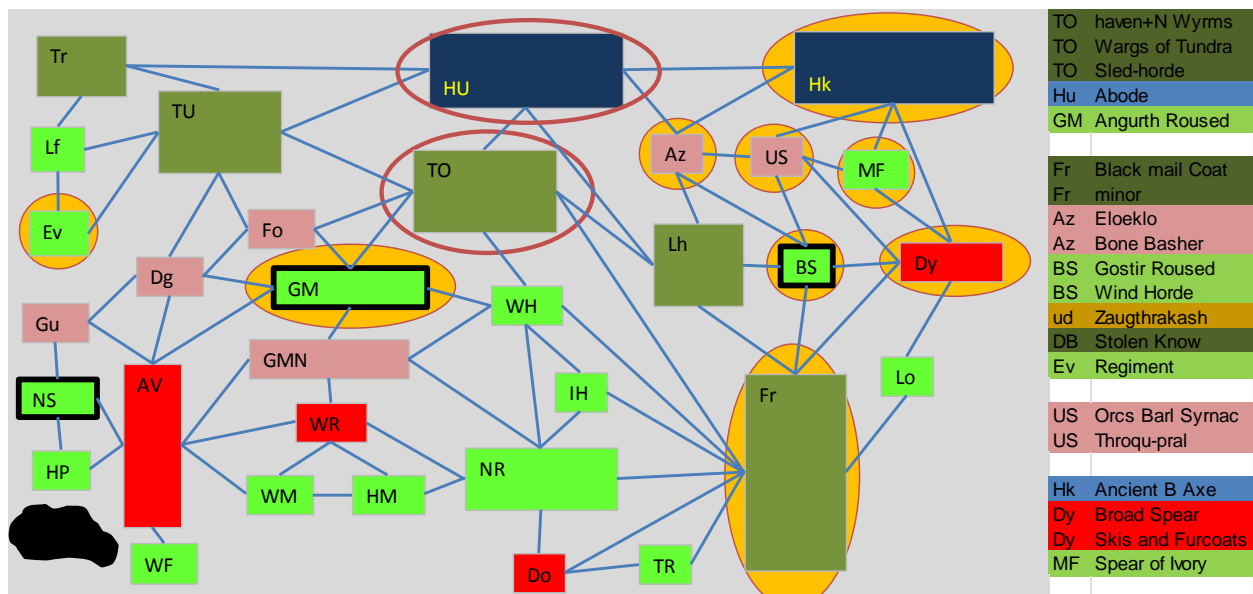 Tr
HU
Hk
TU
Lf
TO
Az
US
MF
Ev
Fo
Lh
Dg
GM
BS
Dy
Gu
WH
GMN
AV
NS
IH
Fr
Lo
WR
HP
WM
HM
NR
WF
Do
TR
TO haven+N Wyrms
TO Wargs of Tundra
TO Sled-horde
Hu Abode
GM Angurth Roused
Fr Black mail Coat
Fr minor
Az Eloeklo
Az Bone Basher
BS Gostir Roused
BS Wind Horde
ud Zaugthrakash
DB Stolen Know
Ev Regiment
US Orcs Barl Syrnac
US Throqu-pral
Hk Ancient B Axe
Dy Broad Spear
Dy Skis and Furcoats
MF Spear of Ivory